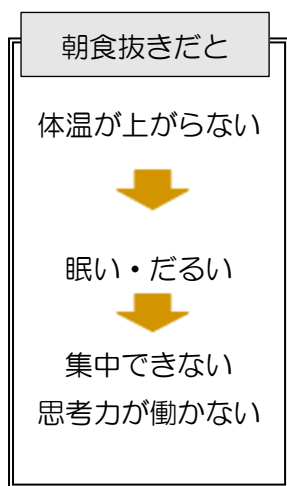 朝食抜きだと
体温が上がらない
眠い・だるい
集中できない
思考力が働かない